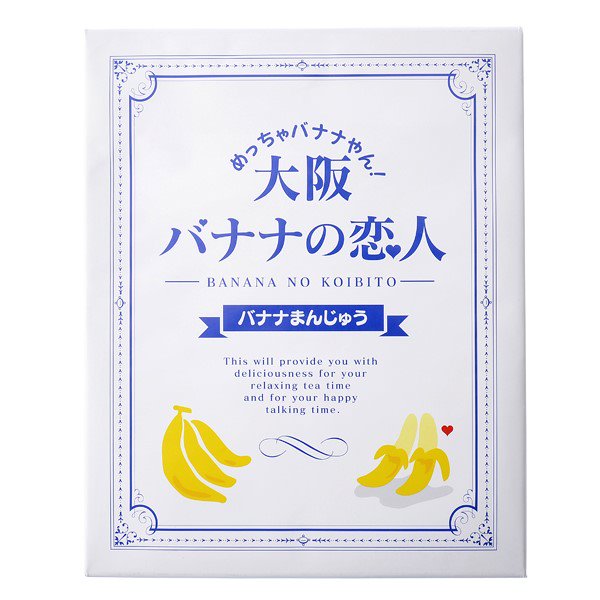 めっちゃバナナやん!
大阪
バナナの恋人
BANANA NO KOIBITO
バナナまんじゅう
This will provide you with
deliciousness for your
relaxing tea time
and for your happy
talking time.